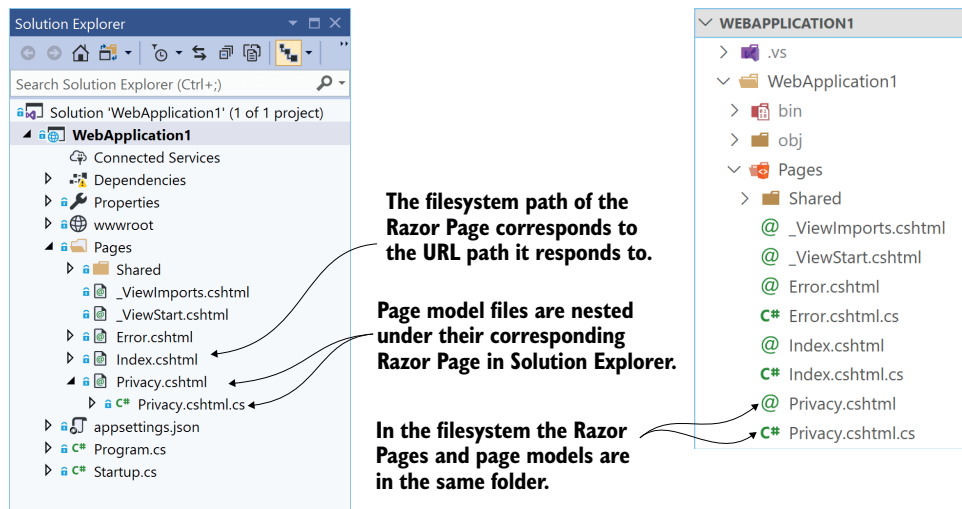 Solution Explorer
Search Solution Explorer (Ctrl+;)
Solution 'WebApplication1' (1 of 1 project)
WebApplication1
Connected Services
Dependencies
Properties
wwwroot
Pages
Shared
_ViewImports.cshtml
_ViewStart.cshtml
Error.cshtml
Index.cshtml
Privacy.cshtml
C# Privacy.cshtml.cs
appsettings.json
C# Program.cs
C# Startup.cs
The filesystem path of the
Razor Page corresponds to
the URL path it responds to.
Page model files are nested
under their corresponding
Razor Page in Solution Explorer.
In the filesystem the Razor
Pages and page models are
in the same folder.
WEBAPPLICATION1
.vs
WebApplication1
bin
obj
Pages
Shared
@ _ViewImports.cshtml
@ _ViewStart.cshtml
@ Error.cshtml
C# Error.cshtml.cs
@ Index.cshtml
C# Index.cshtml.cs
@ Privacy.cshtml
C# Privacy.cshtml.cs